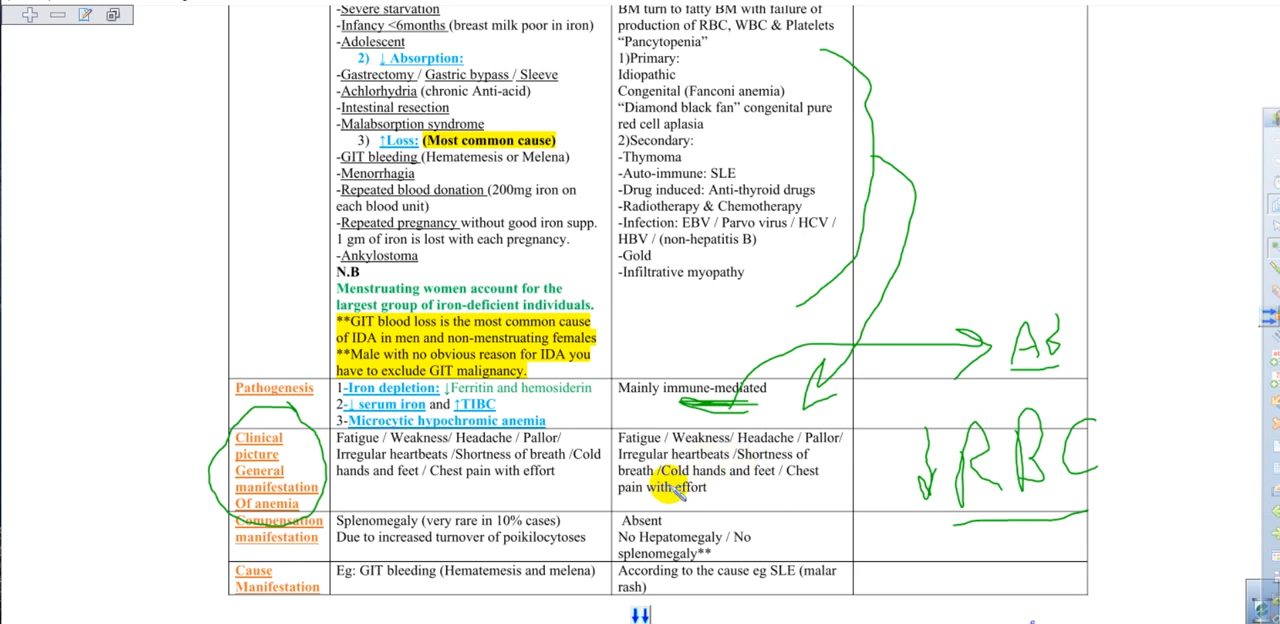 -Severe starvation
-Infancy <6months (breast milk poor in iron)
-Adolescent
2) ↓ Absorption:
-Gastrectomy / Gastric bypass / Sleeve
-Achlorhydria (chronic Anti-acid)
-Intestinal resection
-Malabsorption syndrome
3) ↑Loss: (Most common cause)
-GIT bleeding (Hematemesis or Melena)
-Menorrhagia
-Repeated blood donation (200mg iron on
each blood unit)
-Repeated pregnancy without good iron supp.
1 gm of iron is lost with each pregnancy.
-Ankylostoma
N.B
Menstruating women account for the
largest group of iron-deficient individuals.
**GIT blood loss is the most common cause
of IDA in men and non-menstruating females
**Male with no obvious reason for IDA you
have to exclude GIT malignancy.
BM turn to fatty BM with failure of
production of RBC, WBC & Platelets
“Pancytopenia”
1)Primary:
Idiopathic
Congenital (Fanconi anemia)
“Diamond black fan” congenital pure
red cell aplasia
2)Secondary:
-Thymoma
-Auto-immune: SLE
-Drug induced: Anti-thyroid drugs
-Radiotherapy & Chemotherapy
-Infection: EBV / Parvo virus / HCV /
HBV / (non-hepatitis B)
-Gold
-Infiltrative myopathy
Pathogenesis
1-Iron depletion: ↓Ferritin and hemosiderin
2-↓ serum iron and ↑TIBC
3-Microcytic hypochromic anemia
Mainly immune-mediated
Clinical
picture
General
manifestation
Of anemia
Fatigue / Weakness/ Headache / Pallor/
Irregular heartbeats /Shortness of breath /Cold
hands and feet / Chest pain with effort
Fatigue / Weakness/ Headache / Pallor/
Irregular heartbeats /Shortness of
breath /Cold hands and feet / Chest
pain with effort
Compensation
manifestation
Splenomegaly (very rare in 10% cases)
Due to increased turnover of poikilocytoses
Absent
No Hepatomegaly / No
splenomegaly**
Cause
Manifestation
Eg: GIT bleeding (Hematemesis and melena)
According to the cause eg SLE (malar
rash)
↓ RBC